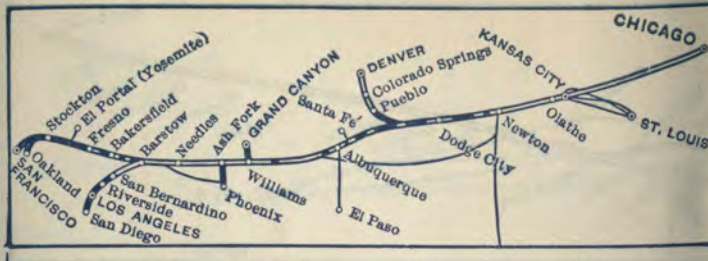 CHICAGO
KANSAS CITY
DENVER
Colorado Springs
Pueblo
ST. LOUIS
Olathe
Newton
Dodge City
Santa Fe'
Albuquerque
El Paso
GRAND CANYON
Williams
Ash Fork
Phoenix
Needles
Barstow
Bakersfield
Fresno
El Portal (Yosemite)
Stockton
Oakland
SAN
FRANCISCO
San Bernardino
Riverside
LOS ANGELES
San Diego